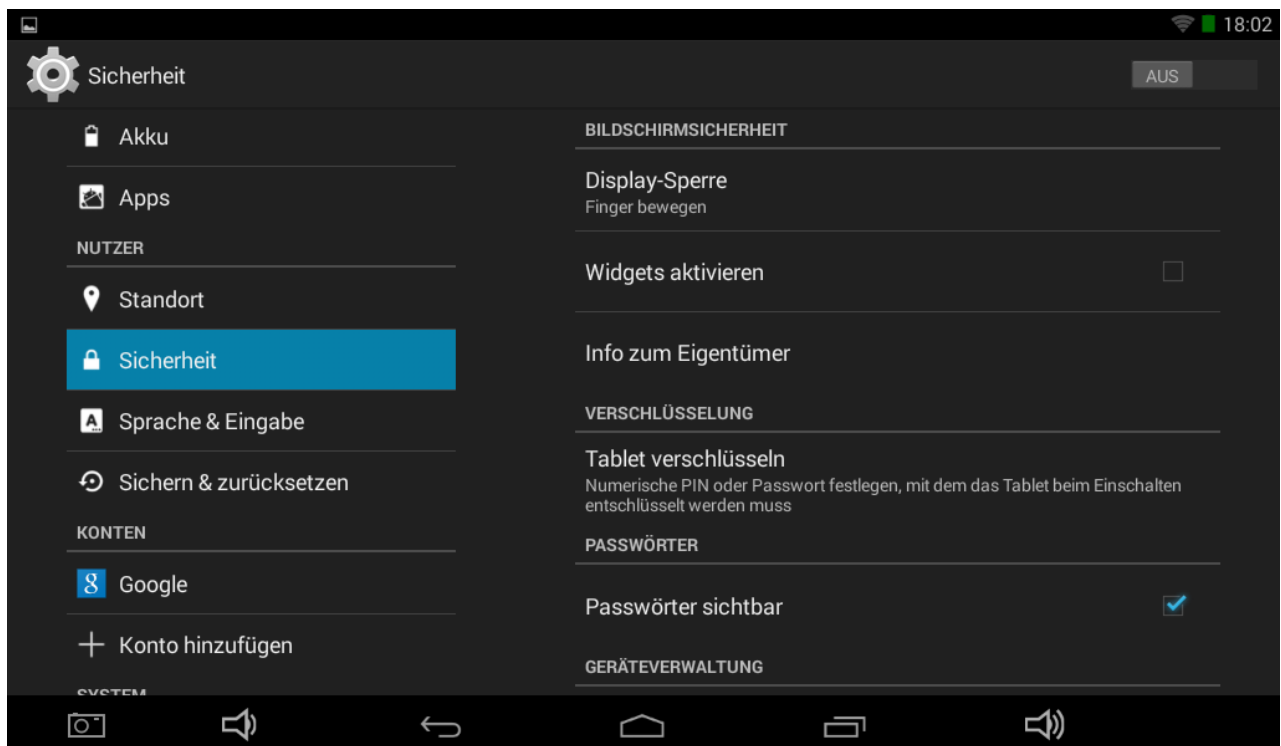 18:02
Sicherheit
AUS
Akku
Apps
NUTZER
Standort
Sicherheit
Sprache & Eingabe
Sichern & zurücksetzen
KONTEN
Google
Konto hinzufügen
SYSTEM
BILDSCHIRMSICHERHEIT
Display-Sperre
Finger bewegen
Widgets aktivieren
Info zum Eigentümer
VERSCHLÜSSELUNG
Tablet verschlüsseln
Numerische PIN oder Passwort festlegen, mit dem das Tablet beim Einschalten
entschlüsselt werden muss
PASSWÖRTER
Passwörter sichtbar
GERÄTEVERWALTUNG